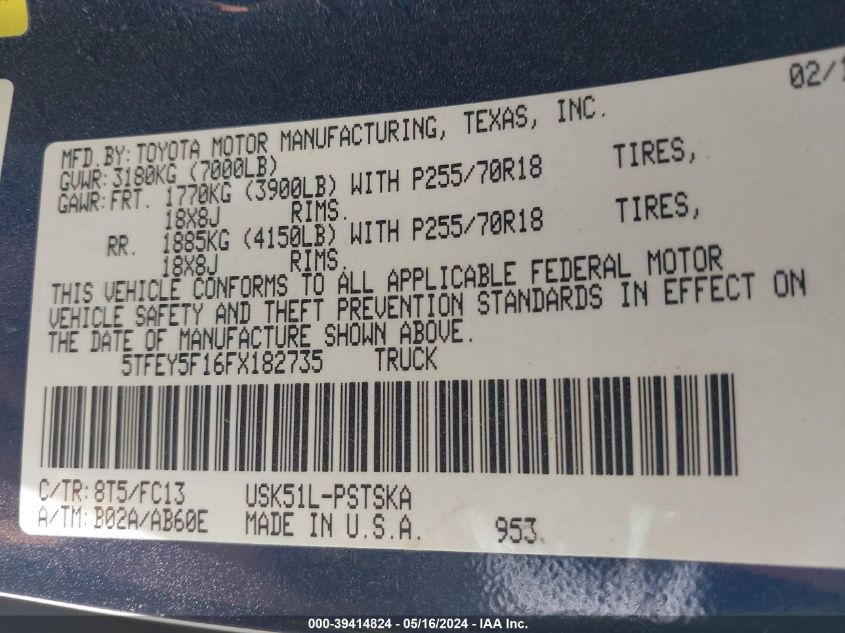 02/1
MFD.BY:TOYOTA MOTOR MANUFACTURING, TEXAS, INC.
GVWR:3180KG (7000LB)
GAWR:FRT. 1770KG (3900LB) WITH P255/70R18 TIRES,
18X8J RIMS.
RR. 1885KG (4150LB) WITH P255/70R18 TIRES,
18X8J RIMS.
THIS VEHICLE CONFORMS TO ALL APPLICABLE FEDERAL MOTOR
VEHICLE SAFETY AND THEFT PREVENTION STANDARDS IN EFFECT ON
THE DATE OF MANUFACTURE SHOWN ABOVE.
5TFEY5F16FX182735 TRUCK
C/TR:8T5/FC13 USK51L-PSTSKA
A/TM:B02A/AB60E MADE IN U.S.A. 953
000-39414824 - 05/16/2024 - IAA Inc.